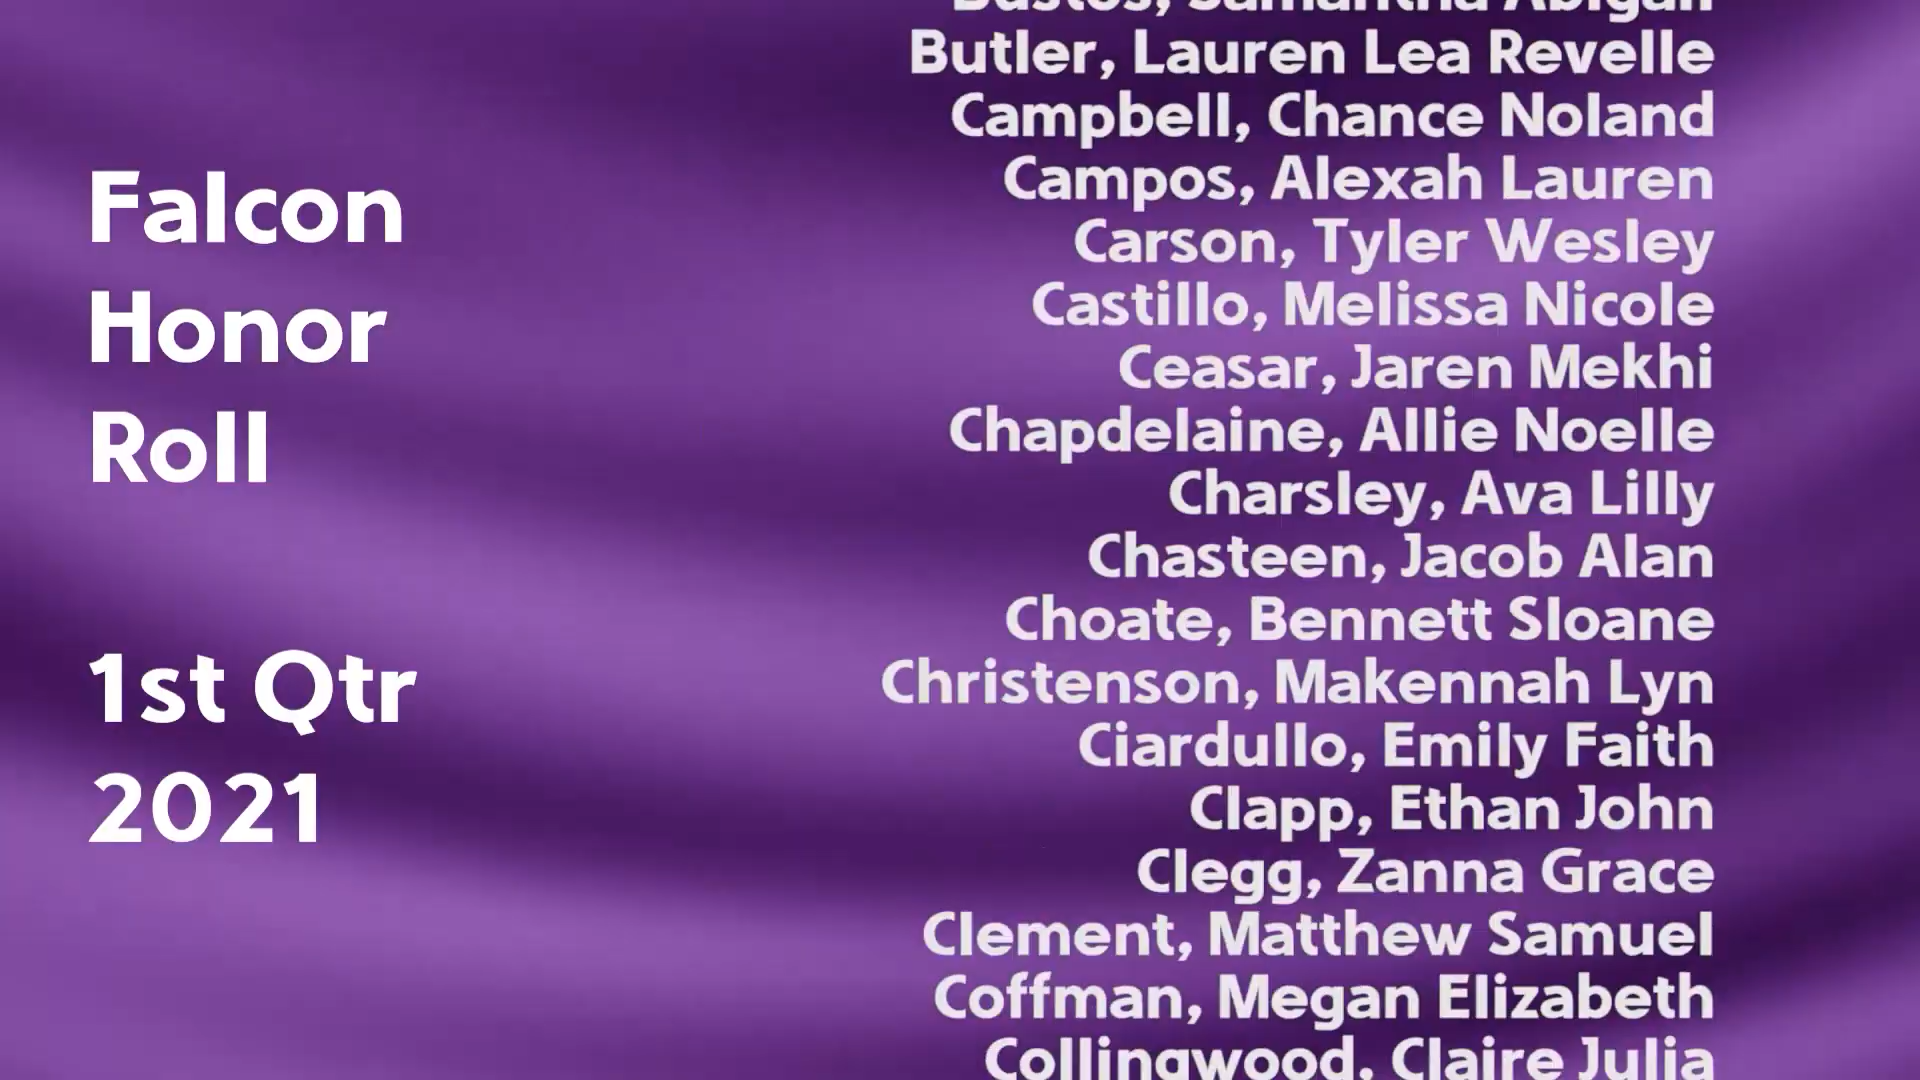 Falcon
Honor
Roll
1st Qtr
2021
Bustos, Samantha Abigail
Butler, Lauren Lea Revelle
Campbell, Chance Noland
Campos, Alexah Lauren
Carson, Tyler Wesley
Castillo, Melissa Nicole
Ceasar, Jaren Mekhi
Chapdelaine, Allie Noelle
Charsley, Ava Lilly
Chasteen, Jacob Alan
Choate, Bennett Sloane
Christenson, Makennah Lyn
Ciardullo, Emily Faith
Clapp, Ethan John
Clegg, Zanna Grace
Clement, Matthew Samuel
Coffman, Megan Elizabeth
Collingwood, Claire Julia